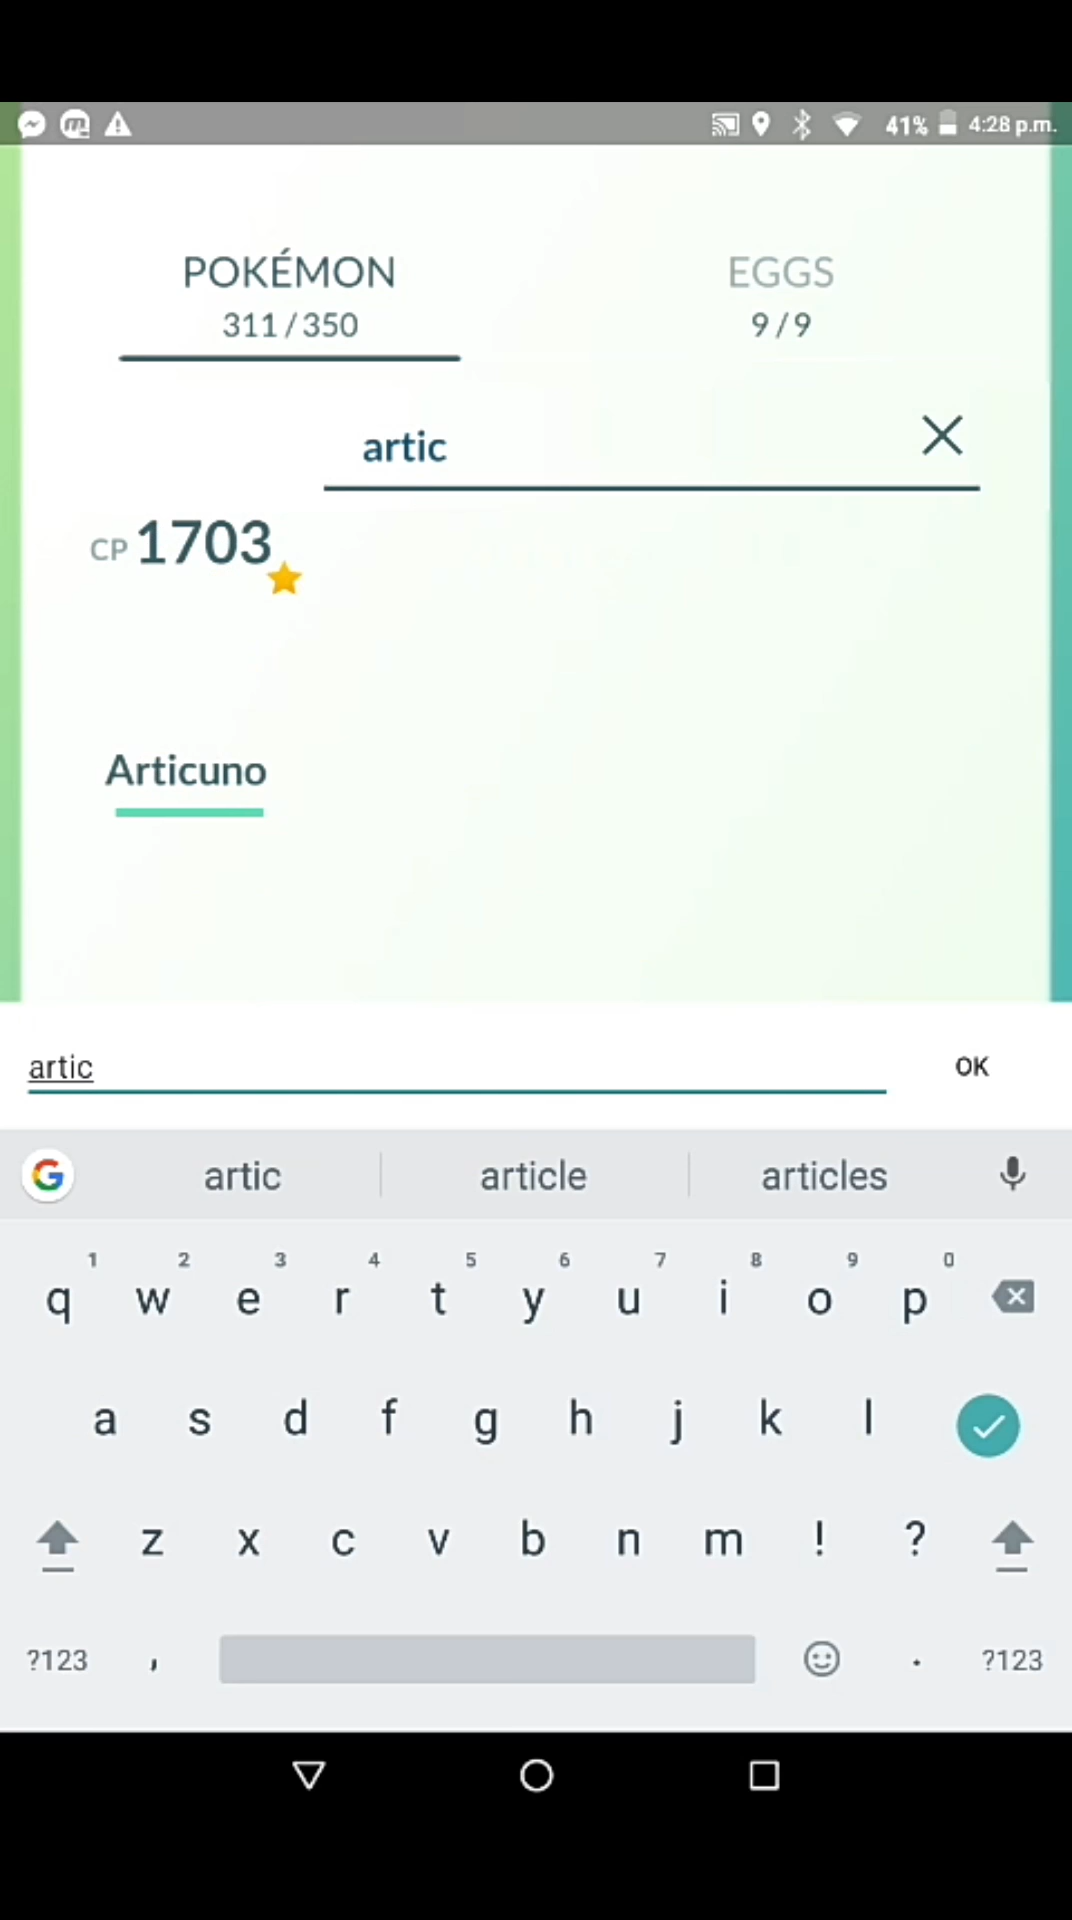 41% 4:28 p.m.
POKÉMON EGGS
311/350 9/9
artic
CP 1703
Articuno
artic OK
G artic article articles
1 2 3 4 5 6 7 8 9 0
q w e r t y u i o p
a s d f g h j k l
z x c v b n m ! ?
?123 , . ?123